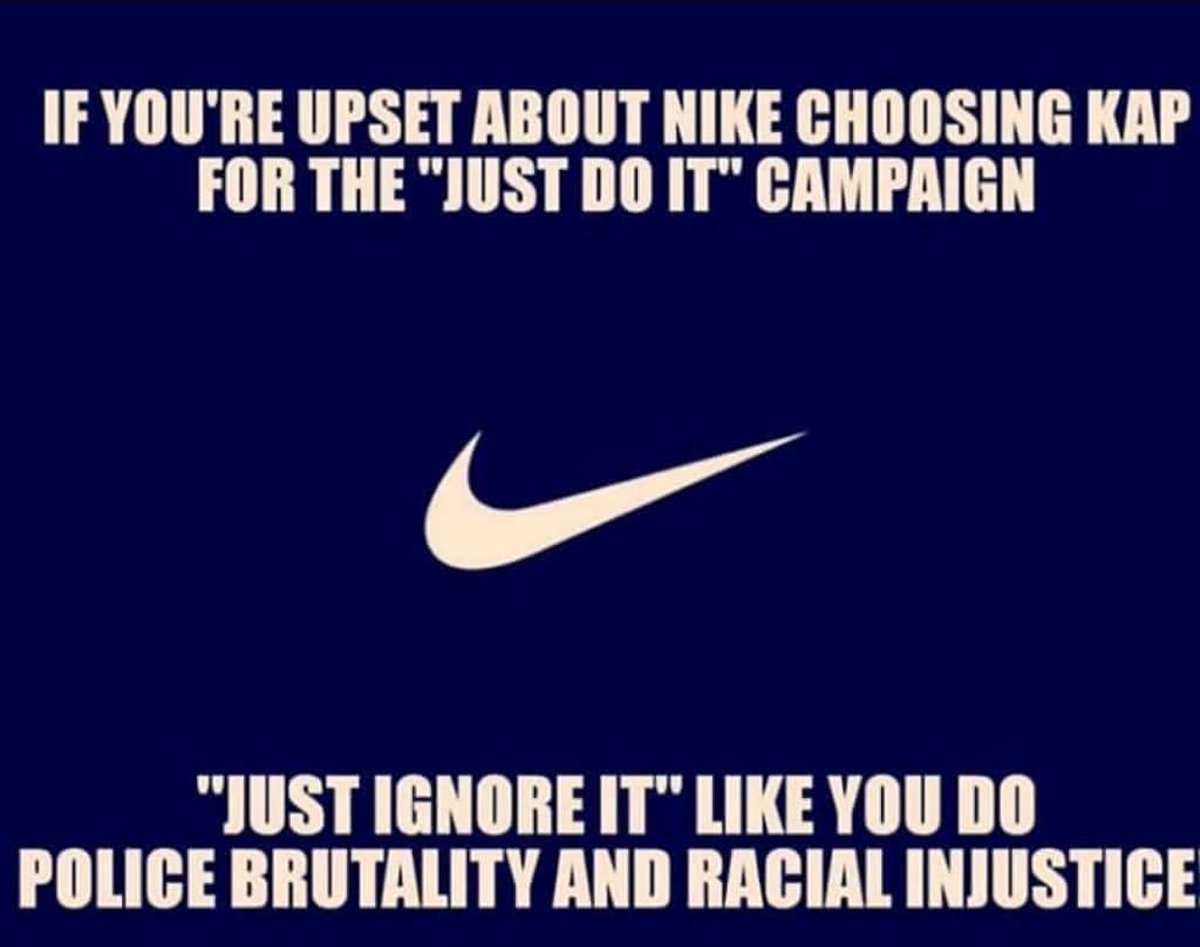 IF YOU'RE UPSET ABOUT NIKE CHOOSING KAP
FOR THE "JUST DO IT" CAMPAIGN
"JUST IGNORE IT" LIKE YOU DO
POLICE BRUTALITY AND RACIAL INJUSTICE!